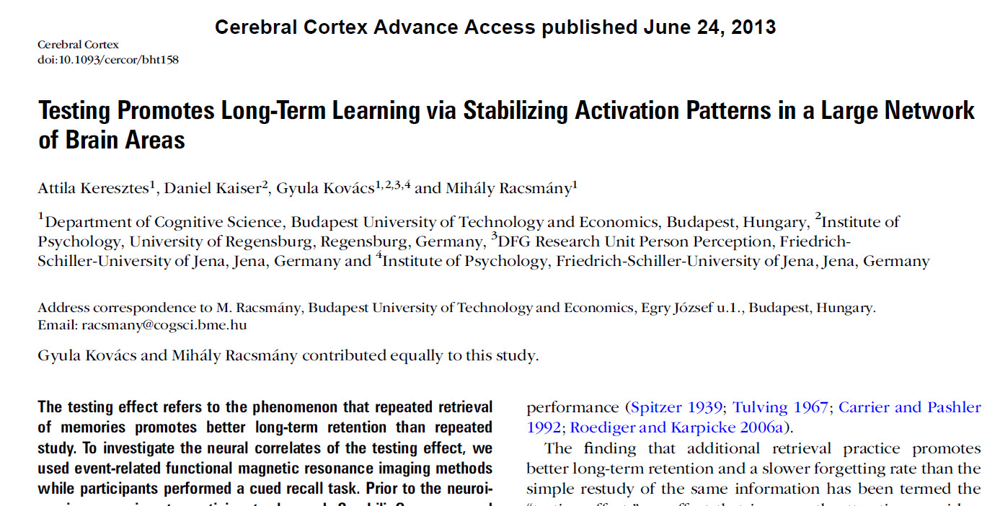 Cerebral Cortex Advance Access published June 24, 2013
Cerebral Cortex
doi:10.1093/cercor/bht158
Testing Promotes Long-Term Learning via Stabilizing Activation Patterns in a Large Network
of Brain Areas
Attila Keresztes1, Daniel Kaiser2, Gyula Kovács1,2,3,4 and Mihály Racsmány1
1Department of Cognitive Science, Budapest University of Technology and Economics, Budapest, Hungary, 2Institute of
Psychology, University of Regensburg, Regensburg, Germany, 3DFG Research Unit Person Perception, Friedrich-
Schiller-University of Jena, Jena, Germany and 4Institute of Psychology, Friedrich-Schiller-University of Jena, Jena, Germany
Address correspondence to M. Racsmány, Budapest University of Technology and Economics, Egry József u.1., Budapest, Hungary.
Email: racsmany@cogsci.bme.hu
Gyula Kovács and Mihály Racsmány contributed equally to this study.
The testing effect refers to the phenomenon that repeated retrieval
of memories promotes better long-term retention than repeated
study. To investigate the neural correlates of the testing effect, we
used event-related functional magnetic resonance imaging methods
while participants performed a cued recall task. Prior to the neuroi-
performance (Spitzer 1939; Tulving 1967; Carrier and Pashler
1992; Roediger and Karpicke 2006a).
The finding that additional retrieval practice promotes
better long-term retention and a slower forgetting rate than the
simple restudy of the same information has been termed the